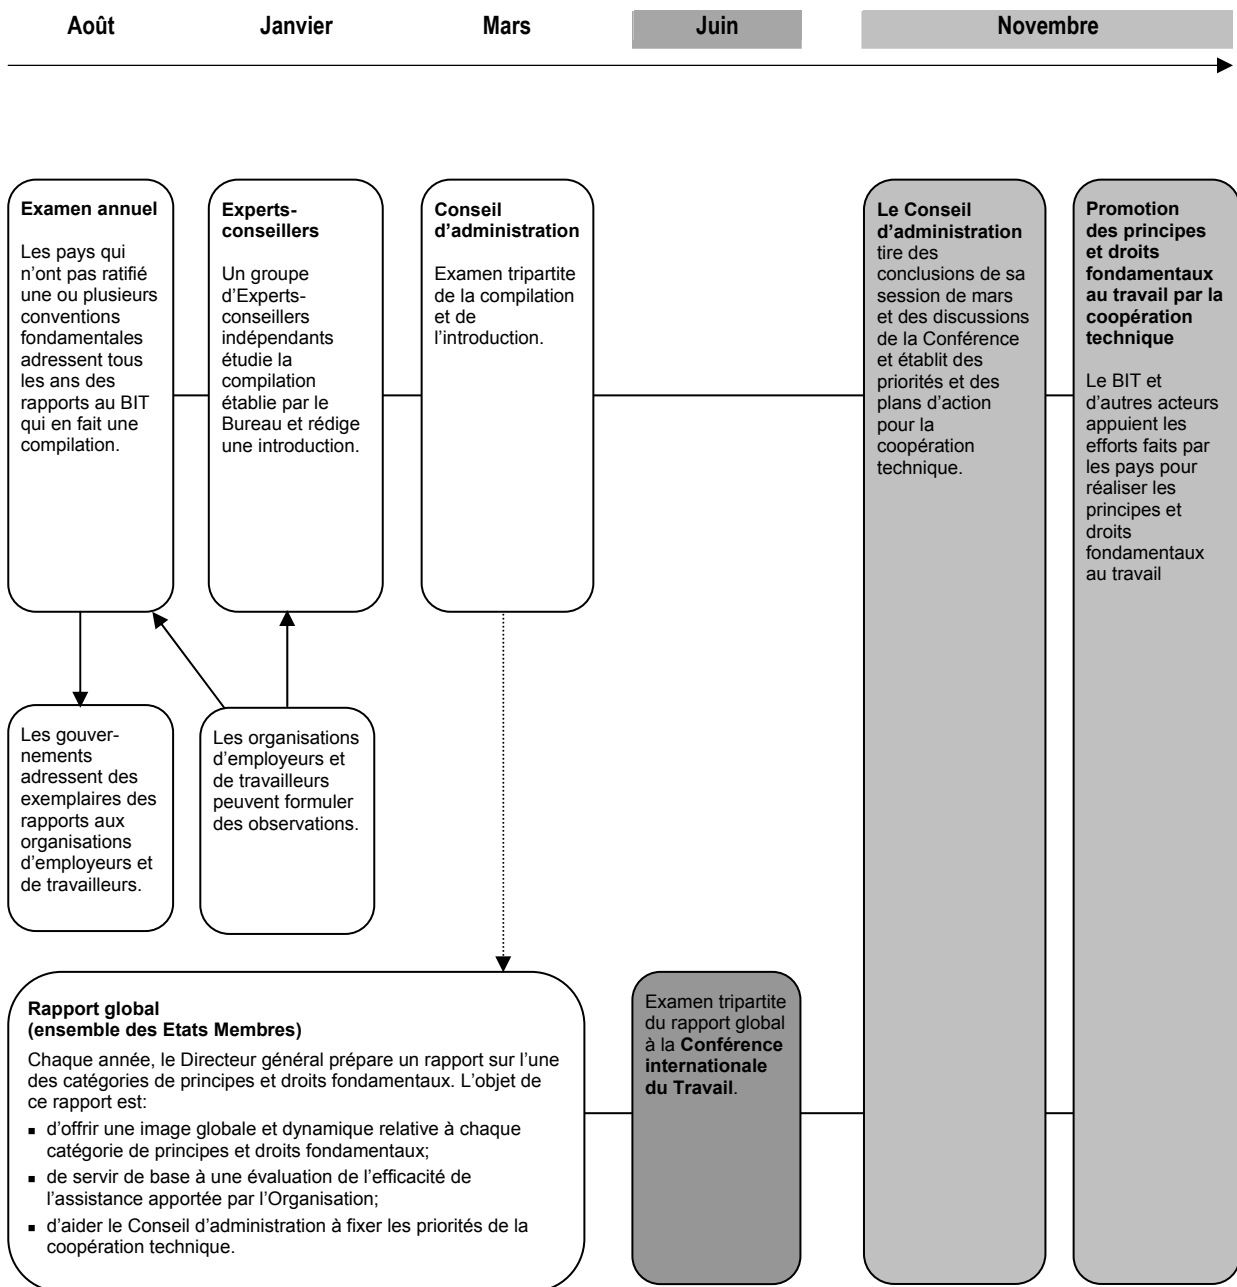 Août
Janvier
Mars
Juin
Novembre
Examen annuel
Les pays qui
n’ont pas ratifié
une ou plusieurs
conventions
fondamentales
adressent tous
les ans des
rapports au BIT
qui en fait une
compilation.
Experts-
conseillers
Un groupe
d’Experts-
conseillers
indépendants
étudie la
compilation
établie par le
Bureau et rédige
une introduction.
Conseil
d’administration
Examen tripartite
de la compilation
et de
l’introduction.
Le Conseil
d’administration
tire des
conclusions de sa
session de mars
et des discussions
de la Conférence
et établit des
priorités et des
plans d’action
pour la
coopération
technique.
Promotion
des principes
et droits
fondamentaux
au travail par la
coopération
technique
Le BIT et
d’autres acteurs
appuient les
efforts faits par
les pays pour
réaliser les
principes et
droits
fondamentaux
au travail
Les gouver-
nements
adressent des
exemplaires des
rapports aux
organisations
d’employeurs et
de travailleurs.
Les organisations
d’employeurs et
de travailleurs
peuvent formuler
des observations.
Rapport global
(ensemble des Etats Membres)
Chaque année, le Directeur général prépare un rapport sur l’une
des catégories de principes et droits fondamentaux. L’objet de
ce rapport est:
▪ d’offrir une image globale et dynamique relative à chaque
catégorie de principes et droits fondamentaux;
▪ de servir de base à une évaluation de l’efficacité de
l’assistance apportée par l’Organisation;
▪ d’aider le Conseil d’administration à fixer les priorités de la
coopération technique.
Examen tripartite
du rapport global
à la Conférence
internationale
du Travail.